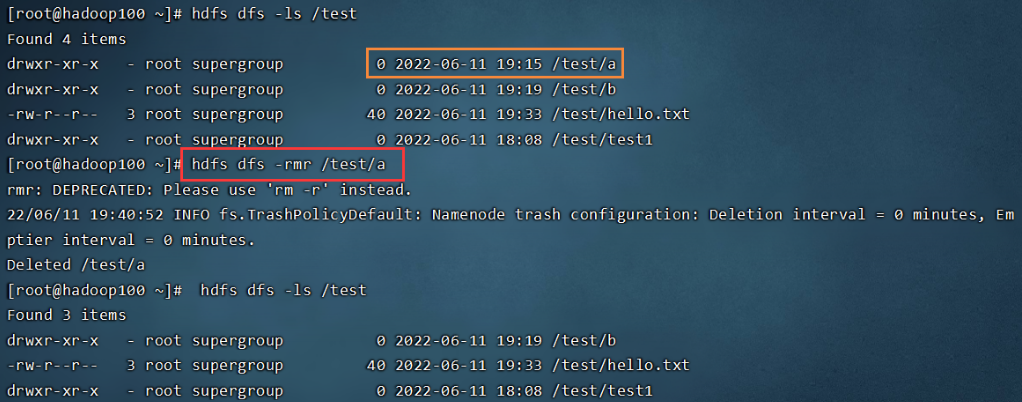 [root@hadoop100 ~]# hdfs dfs -ls /test
Found 4 items
drwxr-xr-x   - root supergroup          0 2022-06-11 19:15 /test/a
drwxr-xr-x   - root supergroup          0 2022-06-11 19:19 /test/b
-rw-r--r--   3 root supergroup         40 2022-06-11 19:33 /test/hello.txt
drwxr-xr-x   - root supergroup          0 2022-06-11 18:08 /test/test1
[root@hadoop100 ~]# hdfs dfs -rmr /test/a
rmr: DEPRECATED: Please use 'rm -r' instead.
22/06/11 19:40:52 INFO fs.TrashPolicyDefault: Namenode trash configuration: Deletion interval = 0 minutes, Em
ptier interval = 0 minutes.
Deleted /test/a
[root@hadoop100 ~]#  hdfs dfs -ls /test
Found 3 items
drwxr-xr-x   - root supergroup          0 2022-06-11 19:19 /test/b
-rw-r--r--   3 root supergroup         40 2022-06-11 19:33 /test/hello.txt
drwxr-xr-x   - root supergroup          0 2022-06-11 18:08 /test/test1